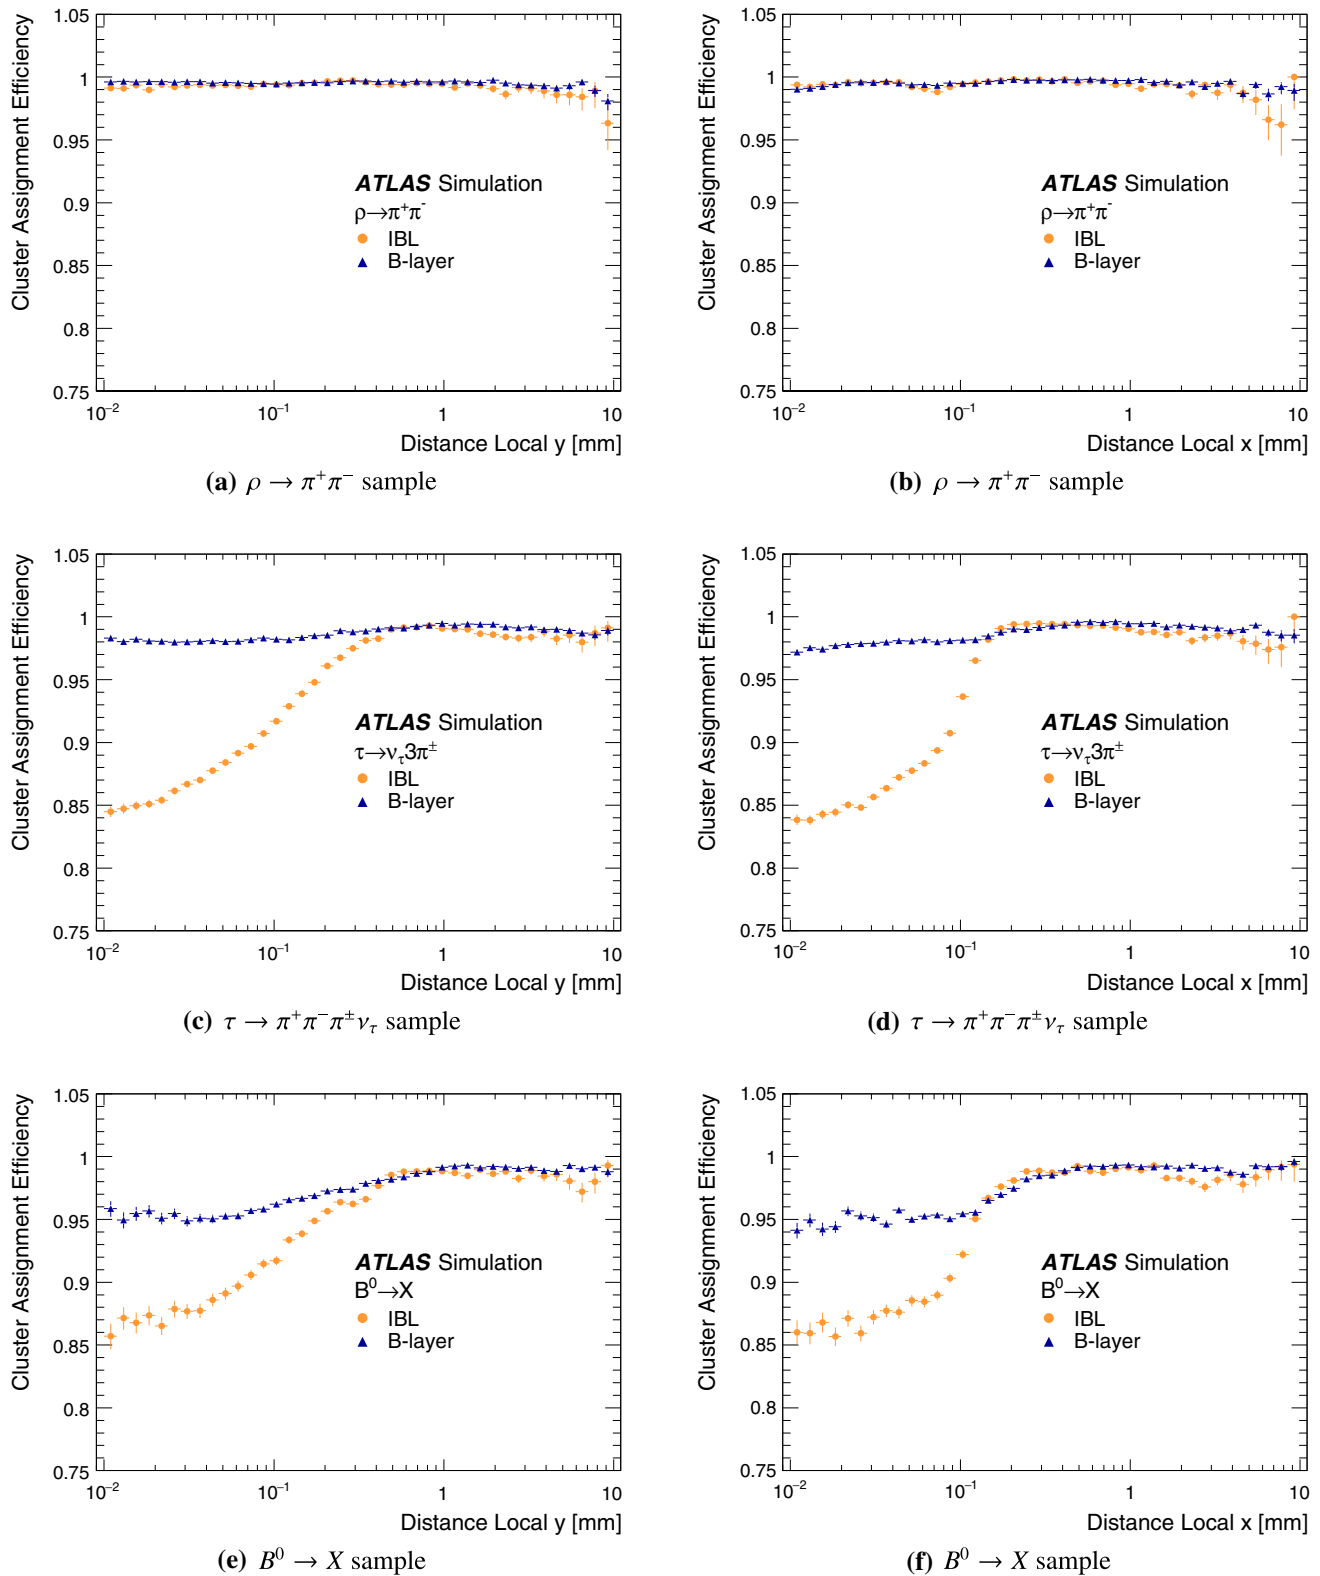 Cluster Assignment Efficiency
1.05
1
0.95
0.9
0.85
0.8
0.75
ATLAS Simulation
ρ→π⁺π⁻
IBL
B-layer
10⁻² 10⁻¹ 1 10
Distance Local y [mm]
(a) ρ → π⁺π⁻ sample
Cluster Assignment Efficiency
1.05
1
0.95
0.9
0.85
0.8
0.75
ATLAS Simulation
ρ→π⁺π⁻
IBL
B-layer
10⁻² 10⁻¹ 1 10
Distance Local x [mm]
(b) ρ → π⁺π⁻ sample
Cluster Assignment Efficiency
1.05
1
0.95
0.9
0.85
0.8
0.75
ATLAS Simulation
τ→ν_τ3π^±
IBL
B-layer
10⁻² 10⁻¹ 1 10
Distance Local y [mm]
(c) τ → π⁺π⁻π^±ν_τ sample
Cluster Assignment Efficiency
1.05
1
0.95
0.9
0.85
0.8
0.75
ATLAS Simulation
τ→ν_τ3π^±
IBL
B-layer
10⁻² 10⁻¹ 1 10
Distance Local x [mm]
(d) τ → π⁺π⁻π^±ν_τ sample
Cluster Assignment Efficiency
1.05
1
0.95
0.9
0.85
0.8
0.75
ATLAS Simulation
B⁰→X
IBL
B-layer
10⁻² 10⁻¹ 1 10
Distance Local y [mm]
(e) B⁰ → X sample
Cluster Assignment Efficiency
1.05
1
0.95
0.9
0.85
0.8
0.75
ATLAS Simulation
B⁰→X
IBL
B-layer
10⁻² 10⁻¹ 1 10
Distance Local x [mm]
(f) B⁰ → X sample